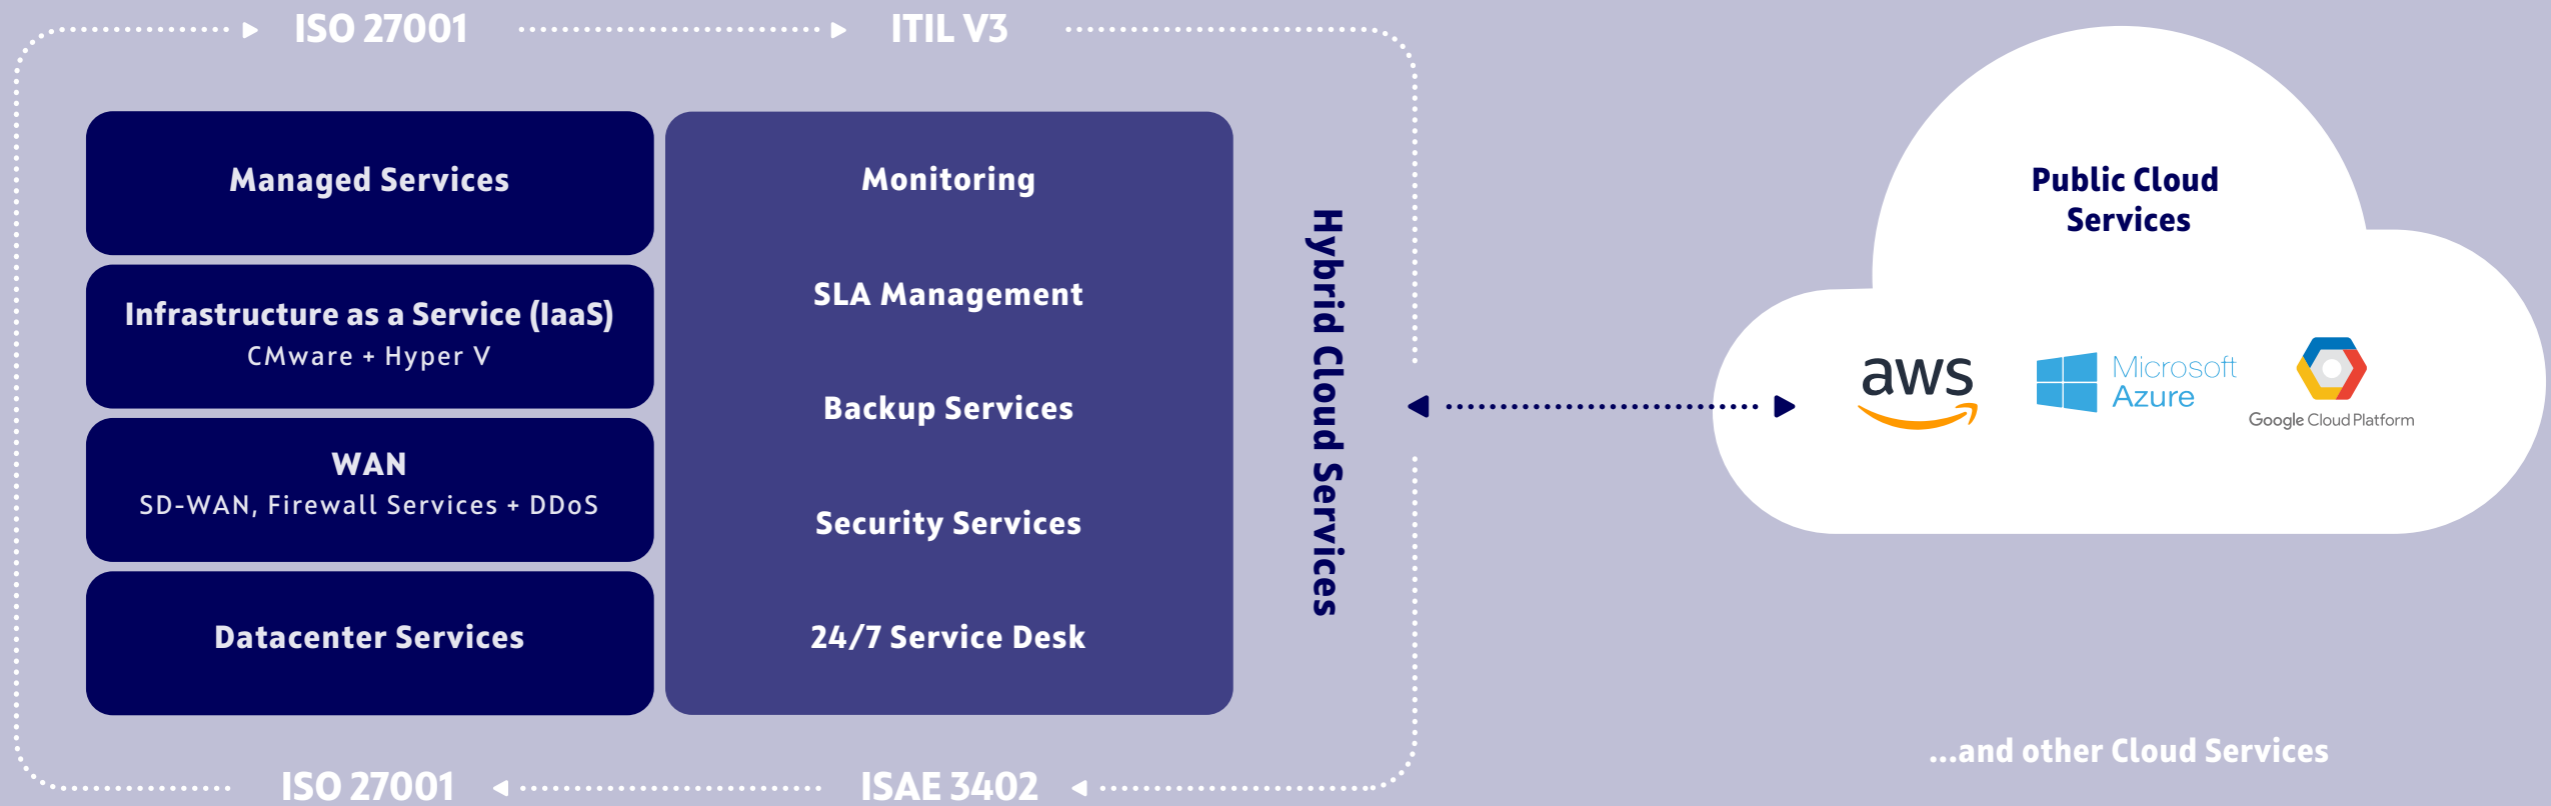 ISO 27001
ITIL V3
Managed Services
Infrastructure as a Service (IaaS)
CMware + Hyper V
WAN
SD-WAN, Firewall Services + DDoS
Datacenter Services
Monitoring
SLA Management
Backup Services
Security Services
24/7 Service Desk
Hybrid Cloud Services
Public Cloud
Services
aws
Microsoft
Azure
Google Cloud Platform
...and other Cloud Services
ISO 27001
ISAE 3402